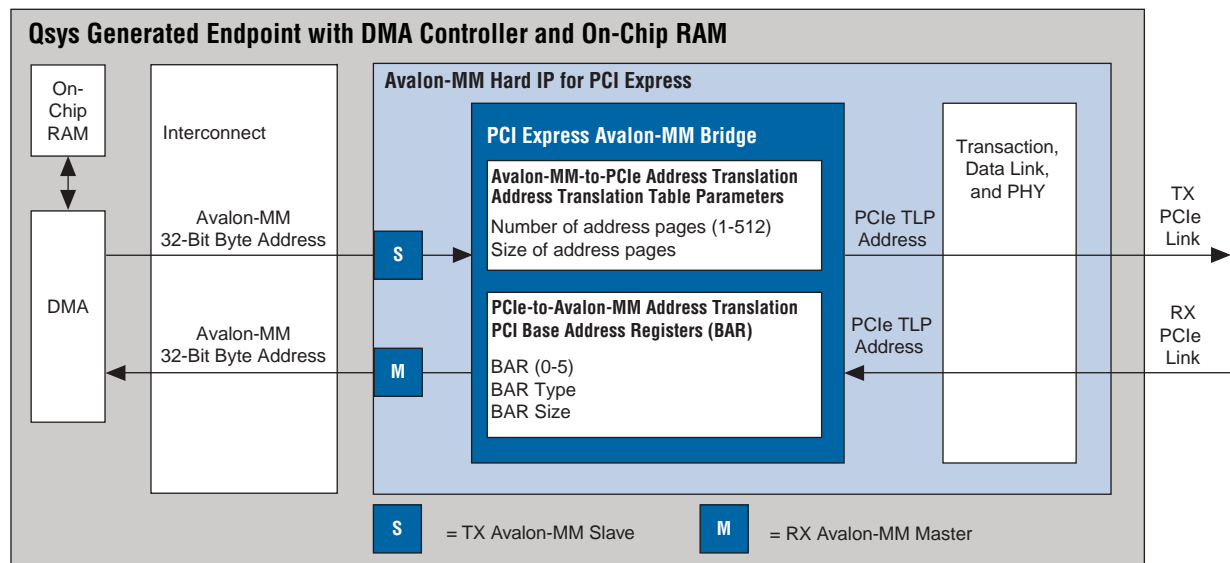 Qsys Generated Endpoint with DMA Controller and On-Chip RAM
On-
Chip
RAM
Interconnect
DMA
Avalon-MM
32-Bit Byte Address
Avalon-MM
32-Bit Byte Address
Avalon-MM Hard IP for PCI Express
S
M
PCI Express Avalon-MM Bridge
Avalon-MM-to-PCIe Address Translation
Address Translation Table Parameters
Number of address pages (1-512)
Size of address pages
PCIe-to-Avalon-MM Address Translation
PCI Base Address Registers (BAR)
BAR (0-5)
BAR Type
BAR Size
PCIe TLP
Address
PCIe TLP
Address
Transaction,
Data Link,
and PHY
TX
PCIe
Link
RX
PCIe
Link
S = TX Avalon-MM Slave
M = RX Avalon-MM Master